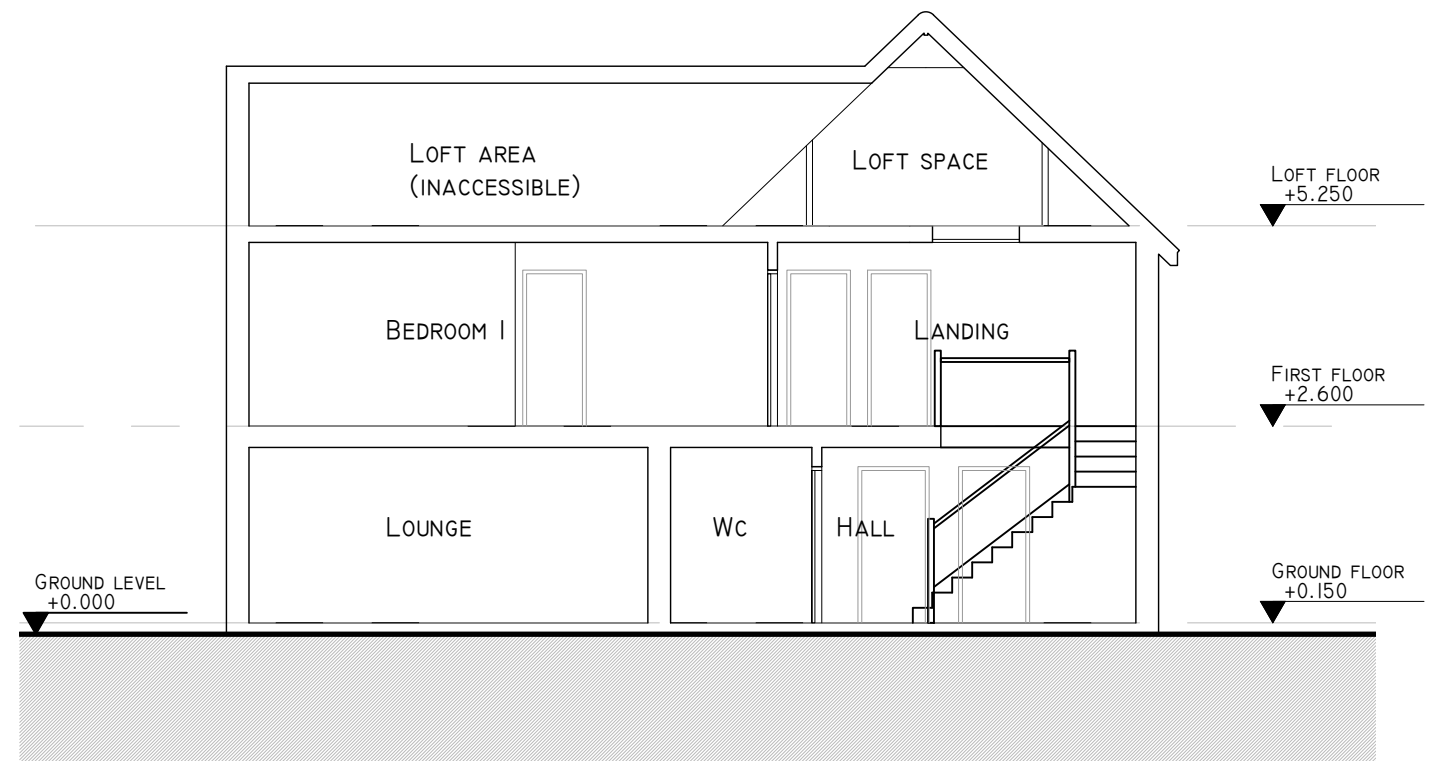 Loft area
(inaccessible)
Loft space
Loft floor
+5.250
Bedroom 1
Landing
First floor
+2.600
Lounge
Wc
Hall
Ground level
+0.000
Ground floor
+0.150